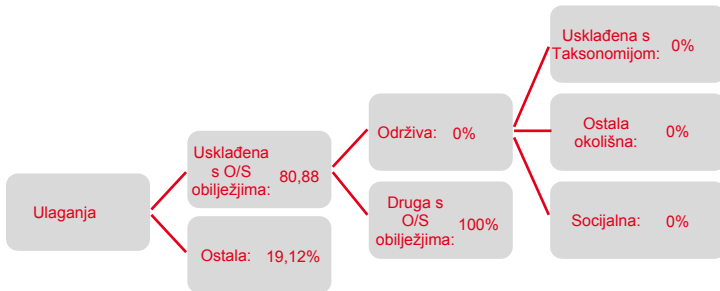 Ulaganja
Usklađena
s O/S
obilježjima: 80,88
Ostala: 19,12%
Održiva: 0%
Druga s
O/S
obilježjima: 100%
Usklađena s
Taksonomijom: 0%
Ostala
okolišna: 0%
Socijalna: 0%